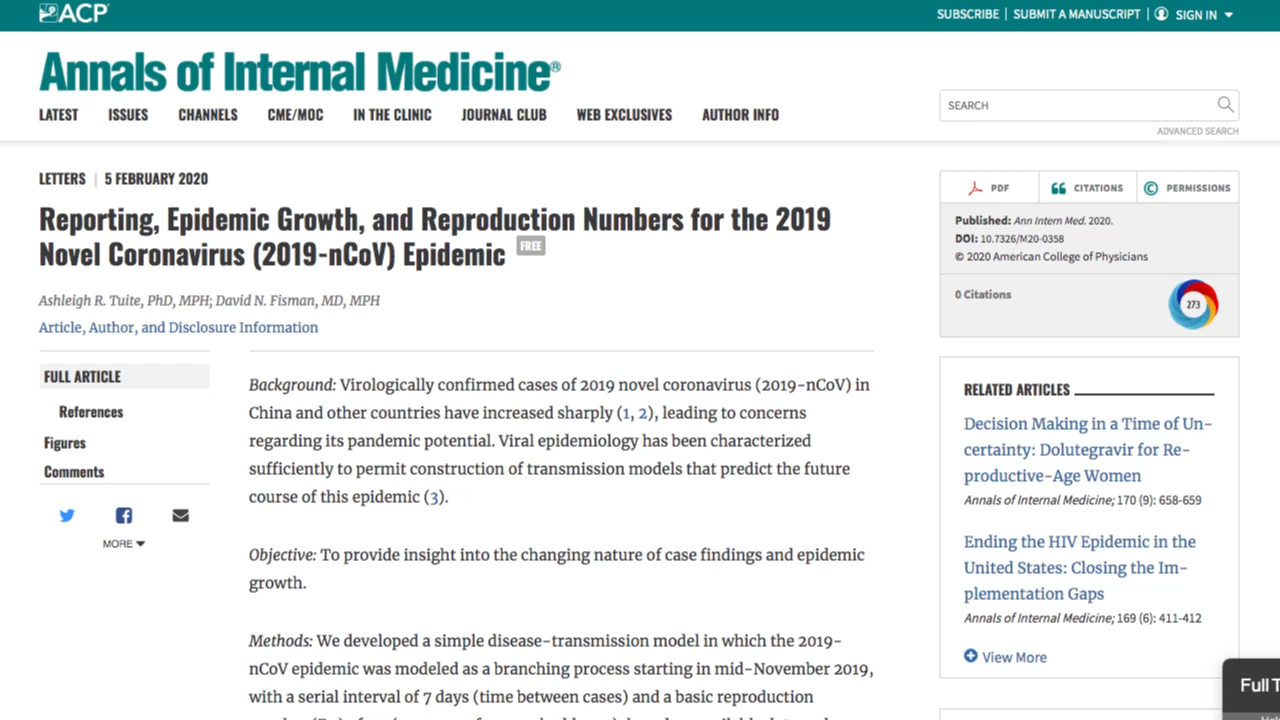 ACP
SUBSCRIBE | SUBMIT A MANUSCRIPT | SIGN IN
Annals of Internal Medicine®
LATEST ISSUES CHANNELS CME/MOC IN THE CLINIC JOURNAL CLUB WEB EXCLUSIVES AUTHOR INFO
SEARCH
ADVANCED SEARCH
LETTERS | 5 FEBRUARY 2020
Reporting, Epidemic Growth, and Reproduction Numbers for the 2019
Novel Coronavirus (2019-nCoV) Epidemic FREE
Ashleigh R. Tuite, PhD, MPH; David N. Fisman, MD, MPH
Article, Author, and Disclosure Information
FULL ARTICLE
References
Figures
Comments
MORE
Background: Virologically confirmed cases of 2019 novel coronavirus (2019-nCoV) in
China and other countries have increased sharply (1, 2), leading to concerns
regarding its pandemic potential. Viral epidemiology has been characterized
sufficiently to permit construction of transmission models that predict the future
course of this epidemic (3).
Objective: To provide insight into the changing nature of case findings and epidemic
growth.
Methods: We developed a simple disease-transmission model in which the 2019-
nCoV epidemic was modeled as a branching process starting in mid-November 2019,
with a serial interval of 7 days (time between cases) and a basic reproduction
PDF CITATIONS PERMISSIONS
Published: Ann Intern Med. 2020.
DOI: 10.7326/M20-0358
© 2020 American College of Physicians
0 Citations
273
RELATED ARTICLES
Decision Making in a Time of Un-
certainty: Dolutegravir for Re-
productive-Age Women
Annals of Internal Medicine; 170 (9): 658-659
Ending the HIV Epidemic in the
United States: Closing the Im-
plementation Gaps
Annals of Internal Medicine; 169 (6): 411-412
View More
Full T